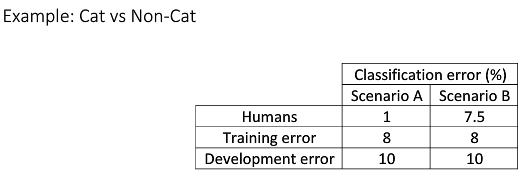 Example: Cat vs Non-Cat
Classification error (%)
Scenario A Scenario B
Humans 1 7.5
Training error 8 8
Development error 10 10